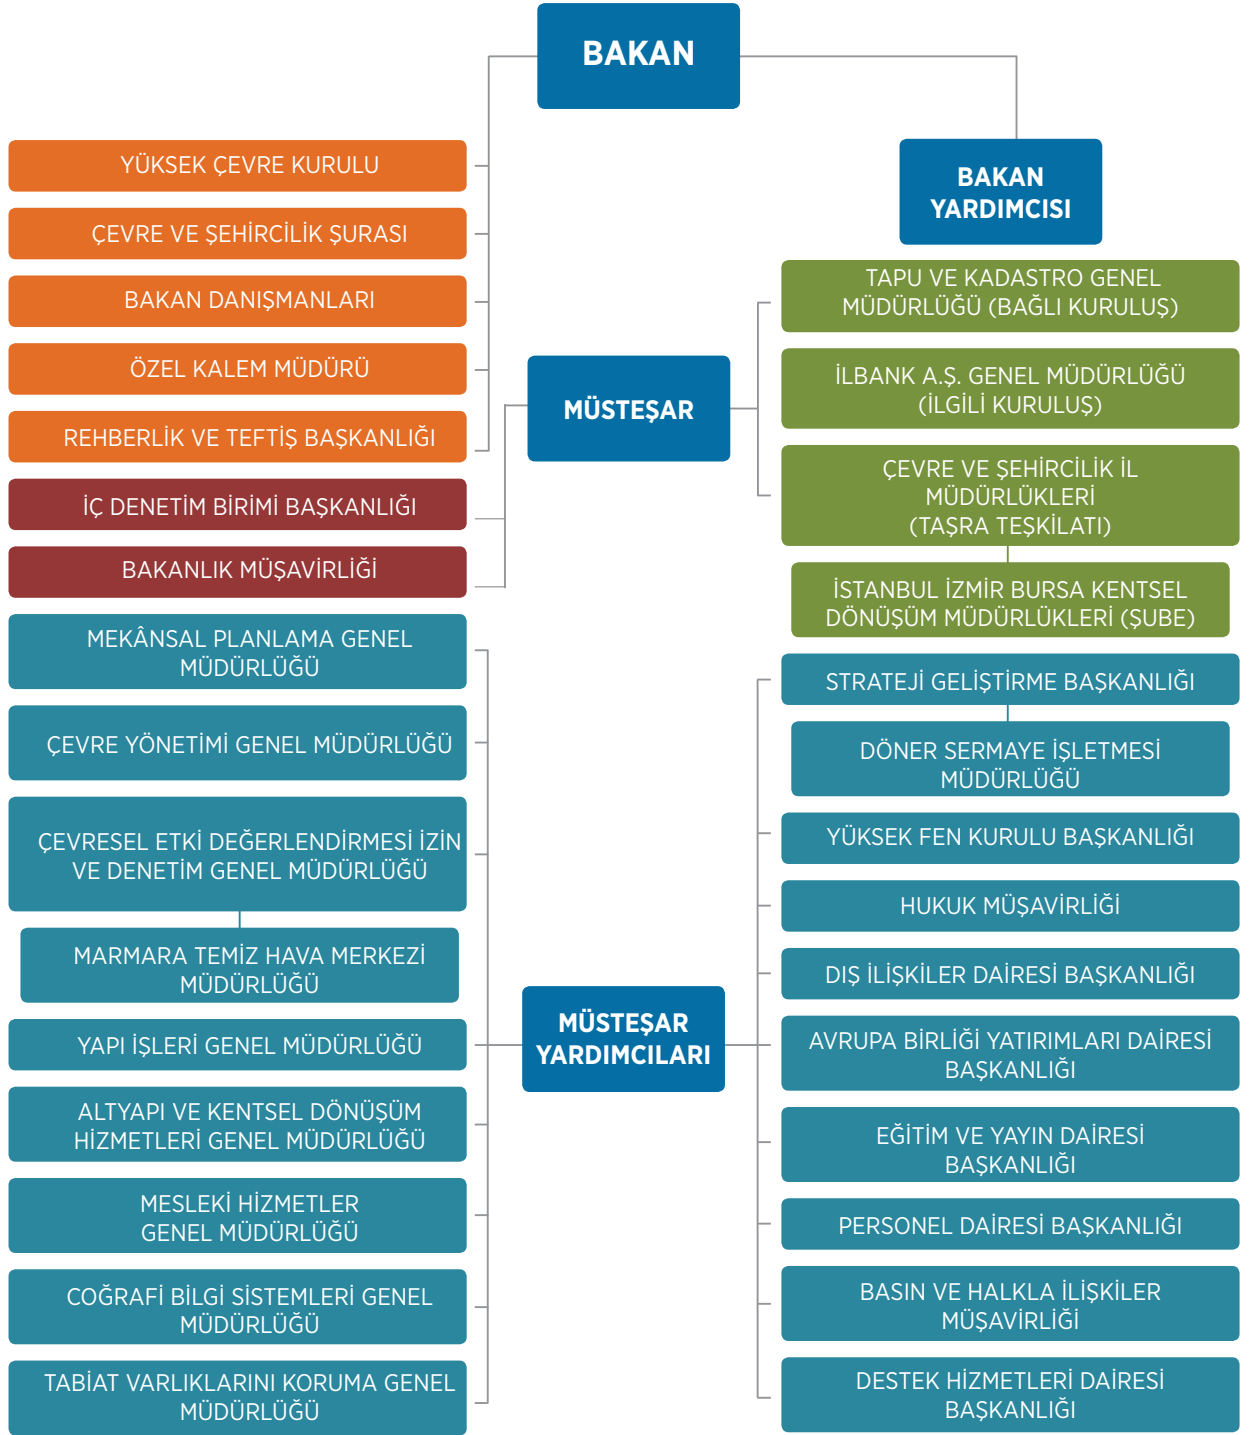 BAKAN
BAKAN
YARDIMCISI
YÜKSEK ÇEVRE KURULU
ÇEVRE VE ŞEHİRCİLİK ŞURASI
BAKAN DANIŞMANLARI
ÖZEL KALEM MÜDÜRÜ
REHBERLİK VE TEFTİŞ BAŞKANLIĞI
MÜSTEŞAR
İÇ DENETİM BİRİMİ BAŞKANLIĞI
BAKANLIK MÜŞAVİRLİĞİ
TAPU VE KADASTRO GENEL
MÜDÜRLÜĞÜ (BAĞLI KURULUŞ)
İLBANK A.Ş. GENEL MÜDÜRLÜĞÜ
(İLGİLİ KURULUŞ)
ÇEVRE VE ŞEHİRCİLİK İL
MÜDÜRLÜKLERİ
(TAŞRA TEŞKİLATI)
İSTANBUL İZMİR BURSA KENTSEL
DÖNÜŞÜM MÜDÜRLÜKLERİ (ŞUBE)
MÜSTEŞAR
YARDIMCILARI
MEKÂNSAL PLANLAMA GENEL
MÜDÜRLÜĞÜ
ÇEVRE YÖNETİMİ GENEL MÜDÜRLÜĞÜ
ÇEVRESEL ETKİ DEĞERLENDİRMESİ İZİN
VE DENETİM GENEL MÜDÜRLÜĞÜ
MARMARA TEMİZ HAVA MERKEZİ
MÜDÜRLÜĞÜ
YAPI İŞLERİ GENEL MÜDÜRLÜĞÜ
ALTYAPI VE KENTSEL DÖNÜŞÜM
HİZMETLERİ GENEL MÜDÜRLÜĞÜ
MESLEKİ HİZMETLER
GENEL MÜDÜRLÜĞÜ
COĞRAFİ BİLGİ SİSTEMLERİ GENEL
MÜDÜRLÜĞÜ
TABİAT VARLIKLARINI KORUMA GENEL
MÜDÜRLÜĞÜ
STRATEJİ GELİŞTİRME BAŞKANLIĞI
DÖNER SERMAYE İŞLETMESİ
MÜDÜRLÜĞÜ
YÜKSEK FEN KURULU BAŞKANLIĞI
HUKUK MÜŞAVİRLİĞİ
DIŞ İLİŞKİLER DAİRESİ BAŞKANLIĞI
AVRUPA BİRLİĞİ YATIRIMLARI DAİRESİ
BAŞKANLIĞI
EĞİTİM VE YAYIN DAİRESİ
BAŞKANLIĞI
PERSONEL DAİRESİ BAŞKANLIĞI
BASIN VE HALKLA İLİŞKİLER
MÜŞAVİRLİĞİ
DESTEK HİZMETLERİ DAİRESİ
BAŞKANLIĞI